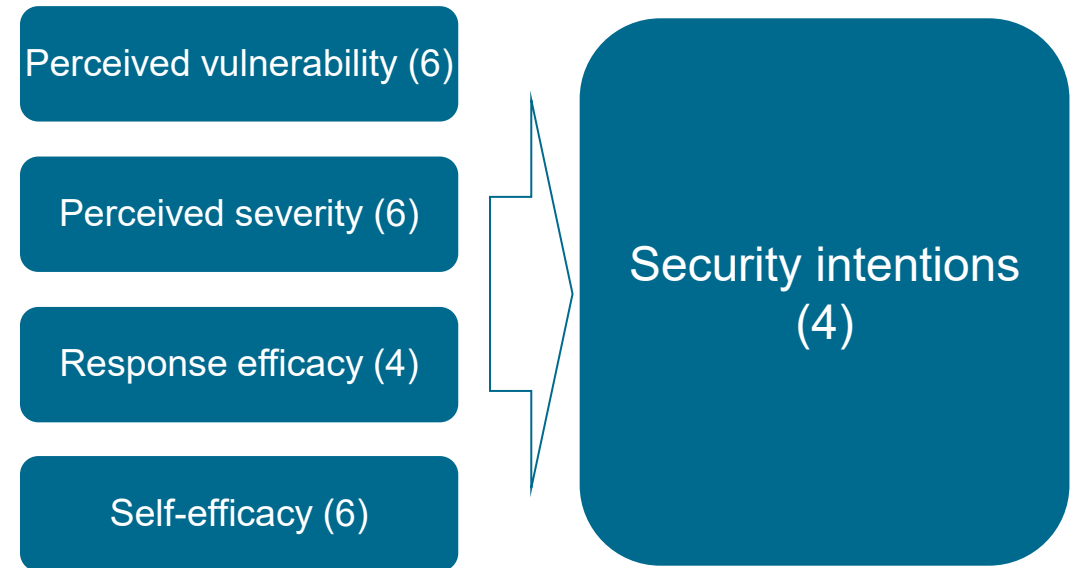 Perceived vulnerability (6)
Perceived severity (6)
Response efficacy (4)
Self-efficacy (6)
Security intentions
(4)